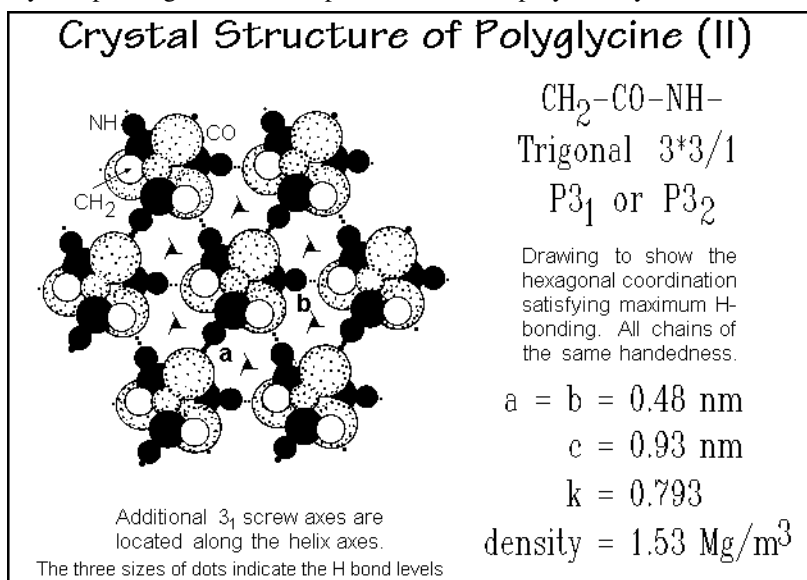 Crystal Structure of Polyglycine (II)
NH
CO
CH2
b
a
Additional 31 screw axes are
located along the helix axes.
The three sizes of dots indicate the H bond levels
CH2-CO-NH-
Trigonal 3*3/1
P31 or P32
Drawing to show the
hexagonal coordination
satisfying maximum H-
bonding. All chains of
the same handedness.
a = b = 0.48 nm
c = 0.93 nm
k = 0.793
density = 1.53 Mg/m3